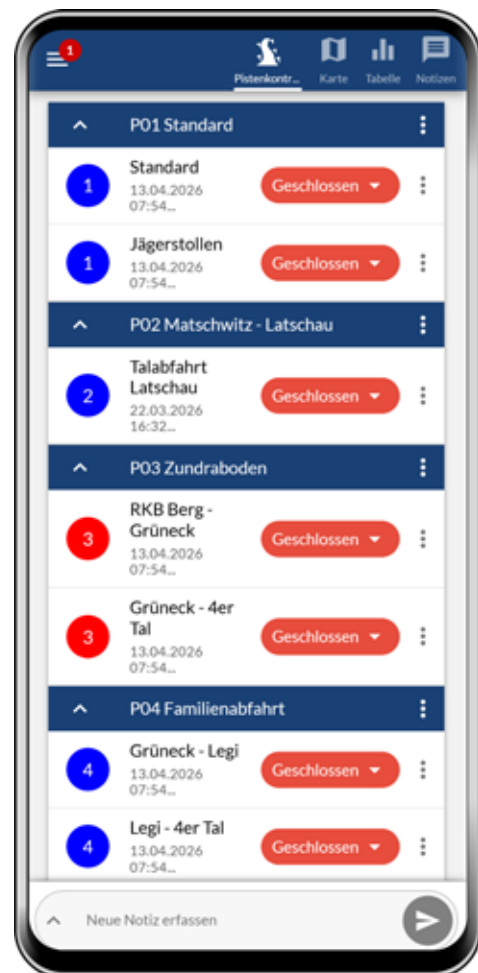 1
Pistenkontr... Karte Tabelle Notizen
P01 Standard
Standard
1 13.04.2026 Geschlossen
07:54...
Jägerstollen
1 13.04.2026 Geschlossen
07:54...
P02 Matschwitz - Latschau
Talabfahrt
Latschau
2 22.03.2026 Geschlossen
16:32...
P03 Zundraboden
RKB Berg -
Grüneck
3 13.04.2026 Geschlossen
07:54...
Grüneck - 4er
Tal
3 13.04.2026 Geschlossen
07:54...
P04 Familienabfahrt
Grüneck - Legi
4 13.04.2026 Geschlossen
07:54...
Legi - 4er Tal
4 13.04.2026 Geschlossen
07:54...
Neue Notiz erfassen